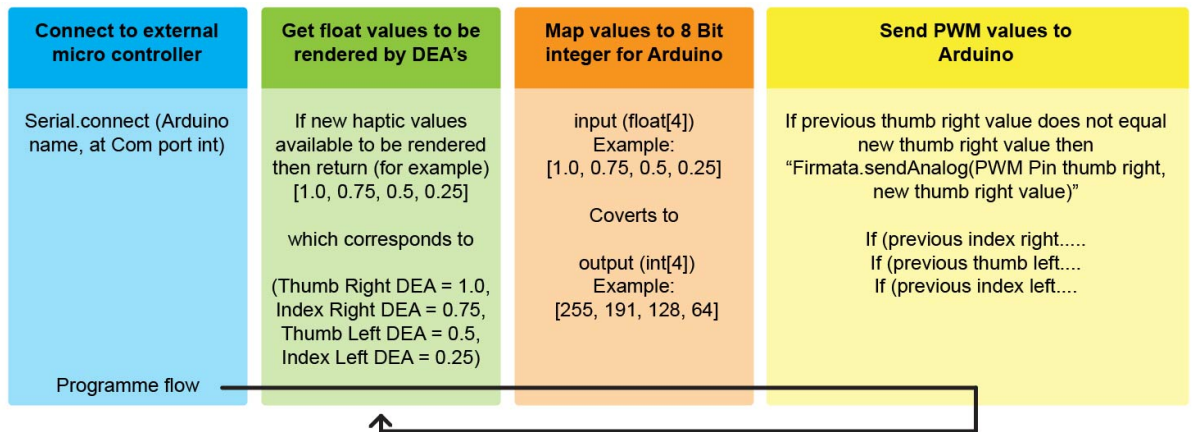 Connect to external
micro controller
Serial.connect (Arduino
name, at Com port int)
Programme flow
Get float values to be
rendered by DEA's
If new haptic values
available to be rendered
then return (for example)
[1.0, 0.75, 0.5, 0.25]
which corresponds to
(Thumb Right DEA = 1.0,
Index Right DEA = 0.75,
Thumb Left DEA = 0.5,
Index Left DEA = 0.25)
Map values to 8 Bit
integer for Arduino
input (float[4])
Example:
[1.0, 0.75, 0.5, 0.25]
Coverts to
output (int[4])
Example:
[255, 191, 128, 64]
Send PWM values to
Arduino
If previous thumb right value does not equal
new thumb right value then
“Firmata.sendAnalog(PWM Pin thumb right,
new thumb right value)”
If (previous index right.....
If (previous thumb left....
If (previous index left....